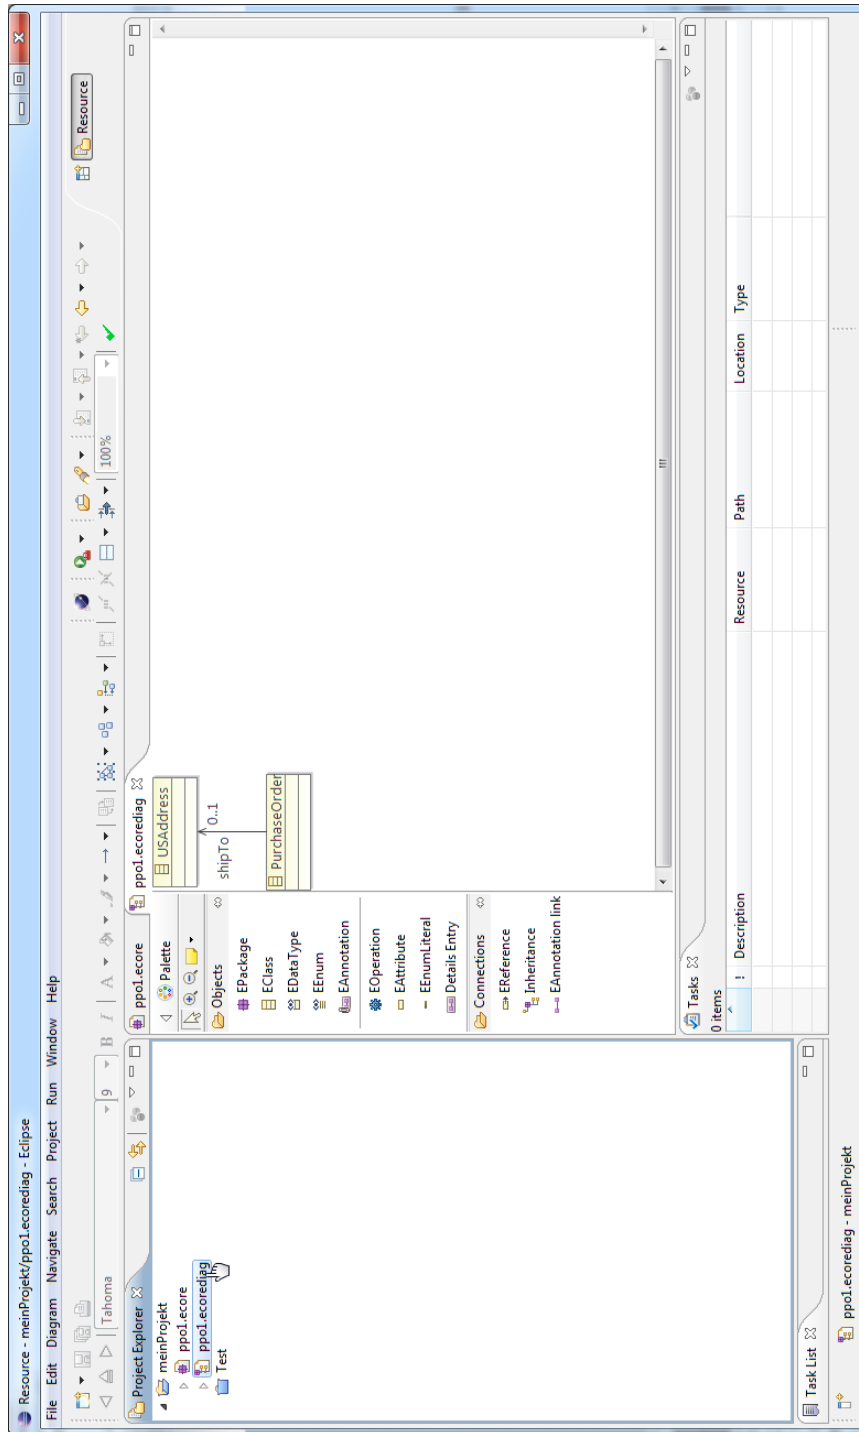 Resource - meinProjekt/ppo1.ecorediag - Eclipse
File Edit Diagram Navigate Search Project Run Window Help
Resource
Tahoma 9 B I A 100%
Project Explorer
meinProjekt
ppo1.ecore
ppo1.ecorediag
Test
Task List
ppo1.ecore ppo1.ecorediag
Palette
Objects
EPackage
EClass
EDataType
EEnum
EAnnotation
EOperation
EAttribute
EEnumLiteral
Details Entry
Connections
EReference
Inheritance
EAnnotation link
USAddress
shipTo 0..1
PurchaseOrder
Tasks
0 items
! Description Resource Path Location Type
ppo1.ecorediag - meinProjekt